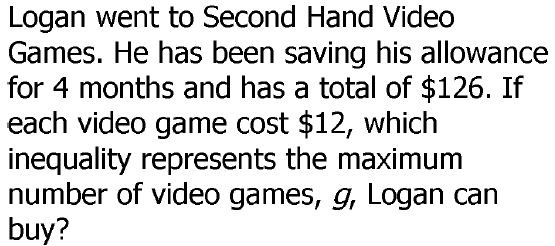 Logan went to Second Hand Video
Games. He has been saving his allowance
for 4 months and has a total of $126. If
each video game cost $12, which
inequality represents the maximum
number of video games, g, Logan can
buy?